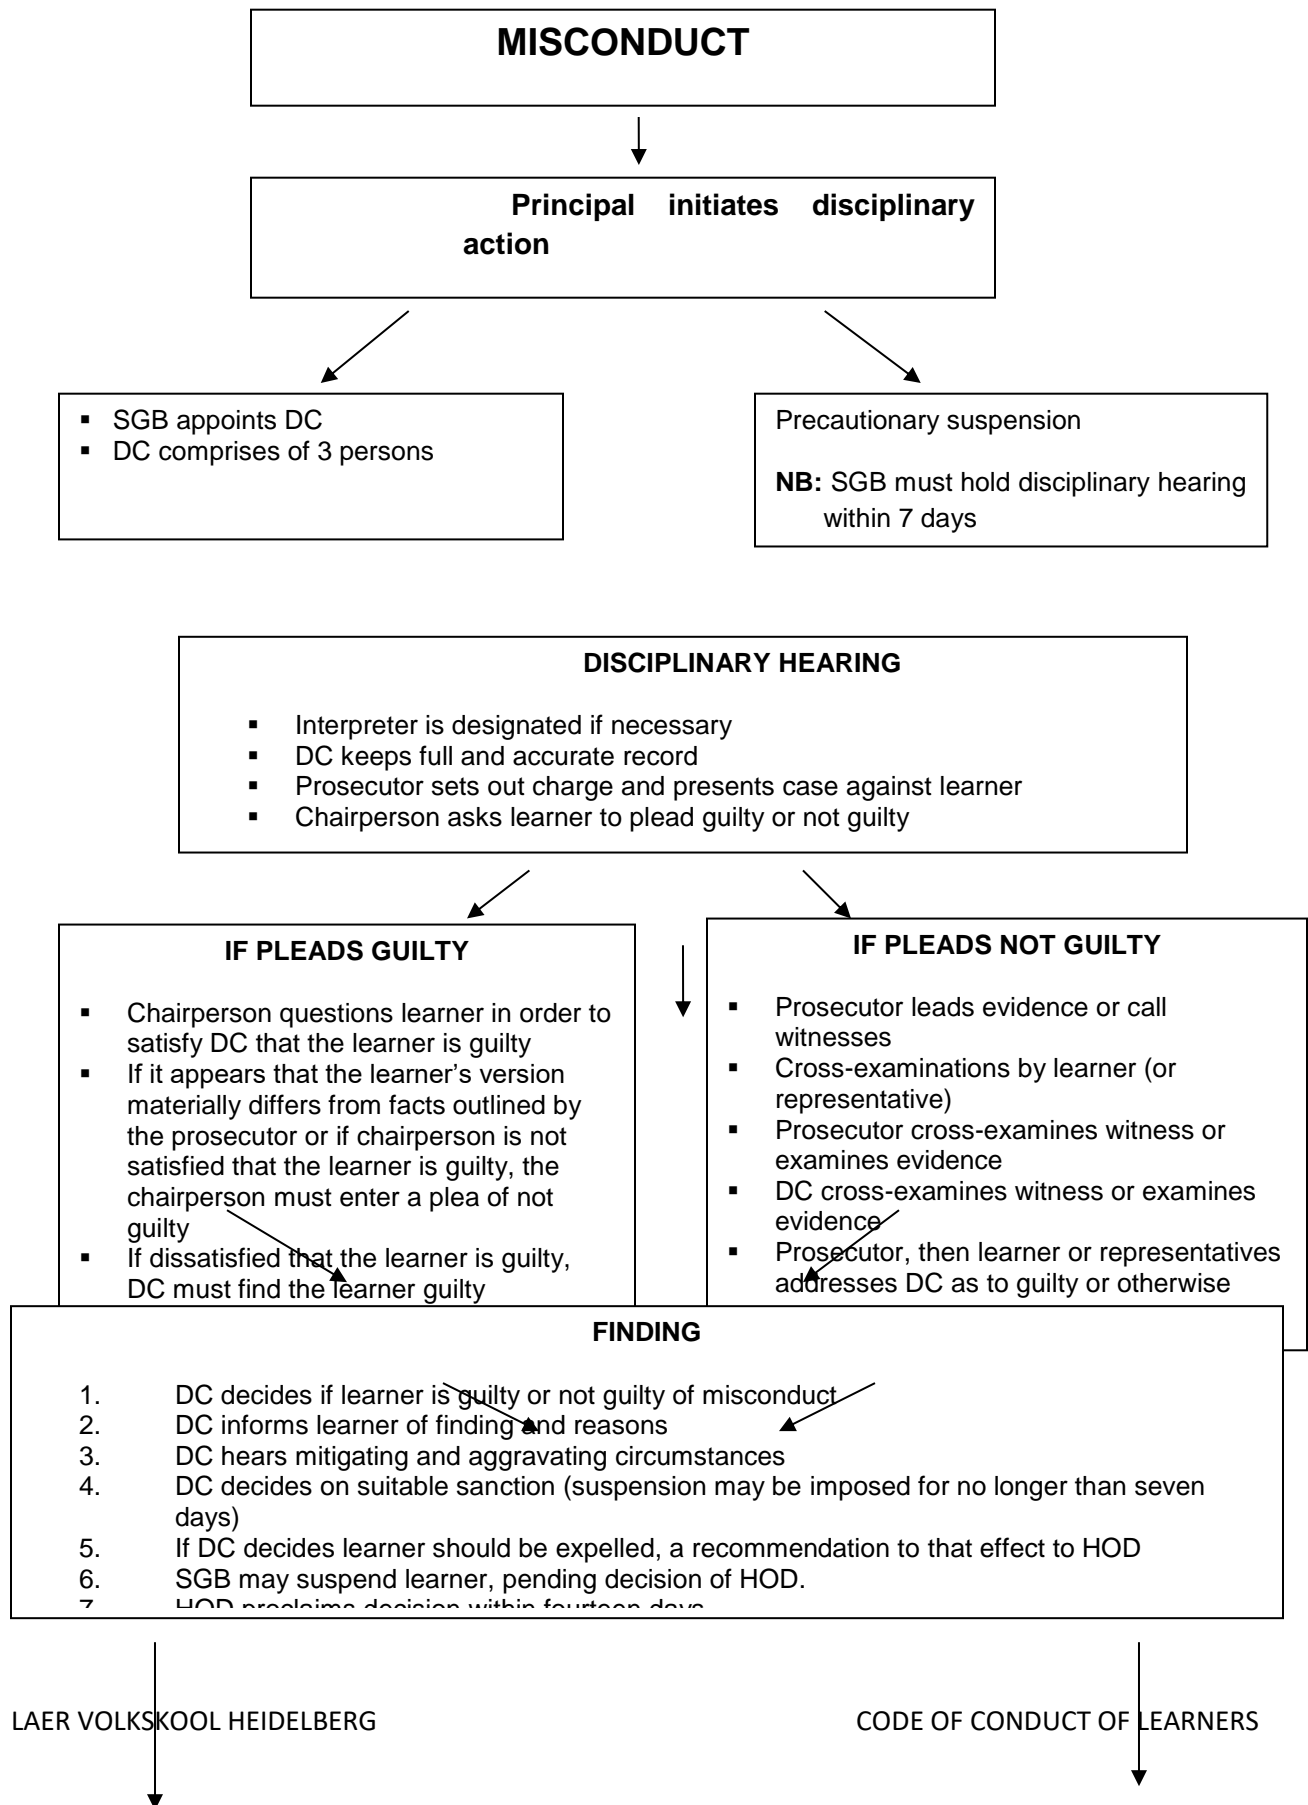 MISCONDUCT
Principal initiates disciplinary
action
▪ SGB appoints DC
▪ DC comprises of 3 persons
Precautionary suspension
NB: SGB must hold disciplinary hearing
within 7 days
DISCIPLINARY HEARING
▪ Interpreter is designated if necessary
▪ DC keeps full and accurate record
▪ Prosecutor sets out charge and presents case against learner
▪ Chairperson asks learner to plead guilty or not guilty
IF PLEADS GUILTY
▪ Chairperson questions learner in order to
satisfy DC that the learner is guilty
▪ If it appears that the learner's version
materially differs from facts outlined by
the prosecutor or if chairperson is not
satisfied that the learner is guilty, the
chairperson must enter a plea of not
guilty
▪ If dissatisfied that the learner is guilty,
DC must find the learner guilty
IF PLEADS NOT GUILTY
▪ Prosecutor leads evidence or call
witnesses
▪ Cross-examinations by learner (or
representative)
▪ Prosecutor cross-examines witness or
examines evidence
▪ DC cross-examines witness or examines
evidence
▪ Prosecutor, then learner or representatives
addresses DC as to guilty or otherwise
FINDING
1. DC decides if learner is guilty or not guilty of misconduct
2. DC informs learner of finding and reasons
3. DC hears mitigating and aggravating circumstances
4. DC decides on suitable sanction (suspension may be imposed for no longer than seven
days)
5. If DC decides learner should be expelled, a recommendation to that effect to HOD
6. SGB may suspend learner, pending decision of HOD.
7. HOD proclaims decision within fourteen days
LAER VOLKSKOOL HEIDELBERG
CODE OF CONDUCT OF LEARNERS